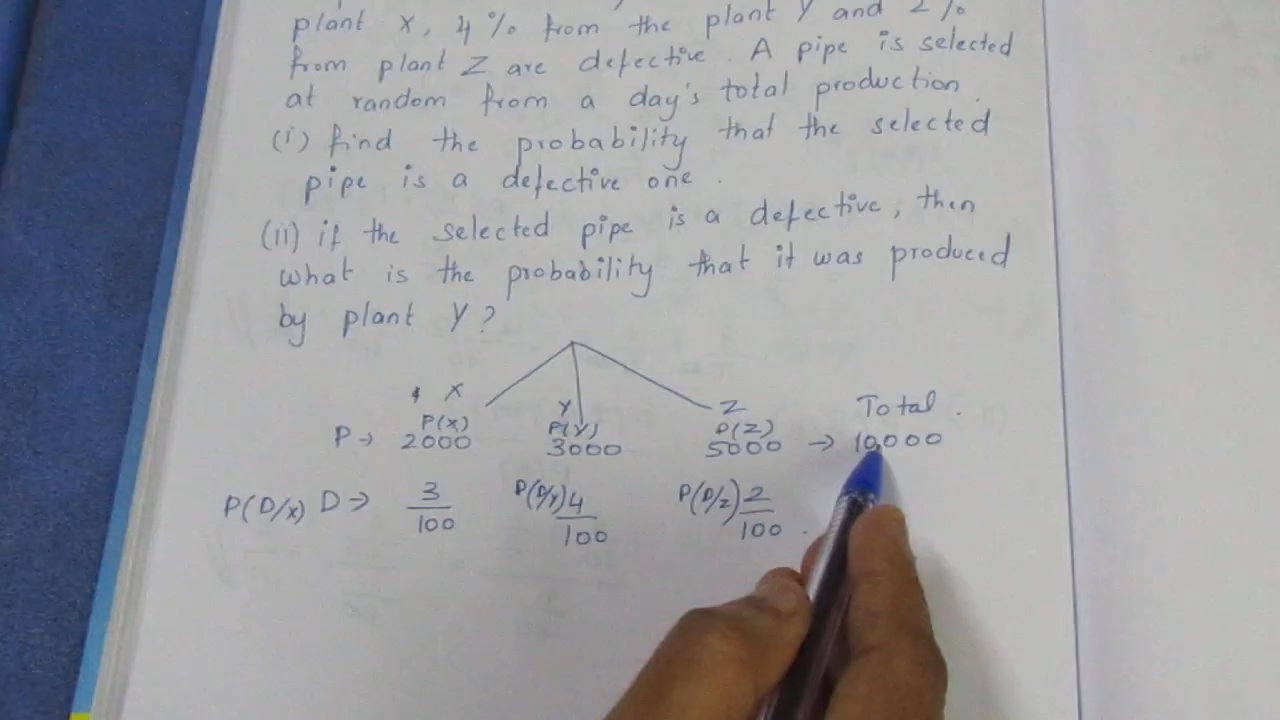 plant X, 4% from the plant Y and 2%
from plant Z are defective. A pipe is selected
at random from a day's total production.
(i) find the probability that the selected
pipe is a defective one.
(ii) if the selected pipe is a defective, then
what is the probability that it was produced
by plant Y?
X Y Z Total.
P(X) P(Y) P(Z)
P → 2000 3000 5000 → 10,000
P(D/X) D → 3/100 P(D/Y) 4/100 P(D/Z) 2/100.